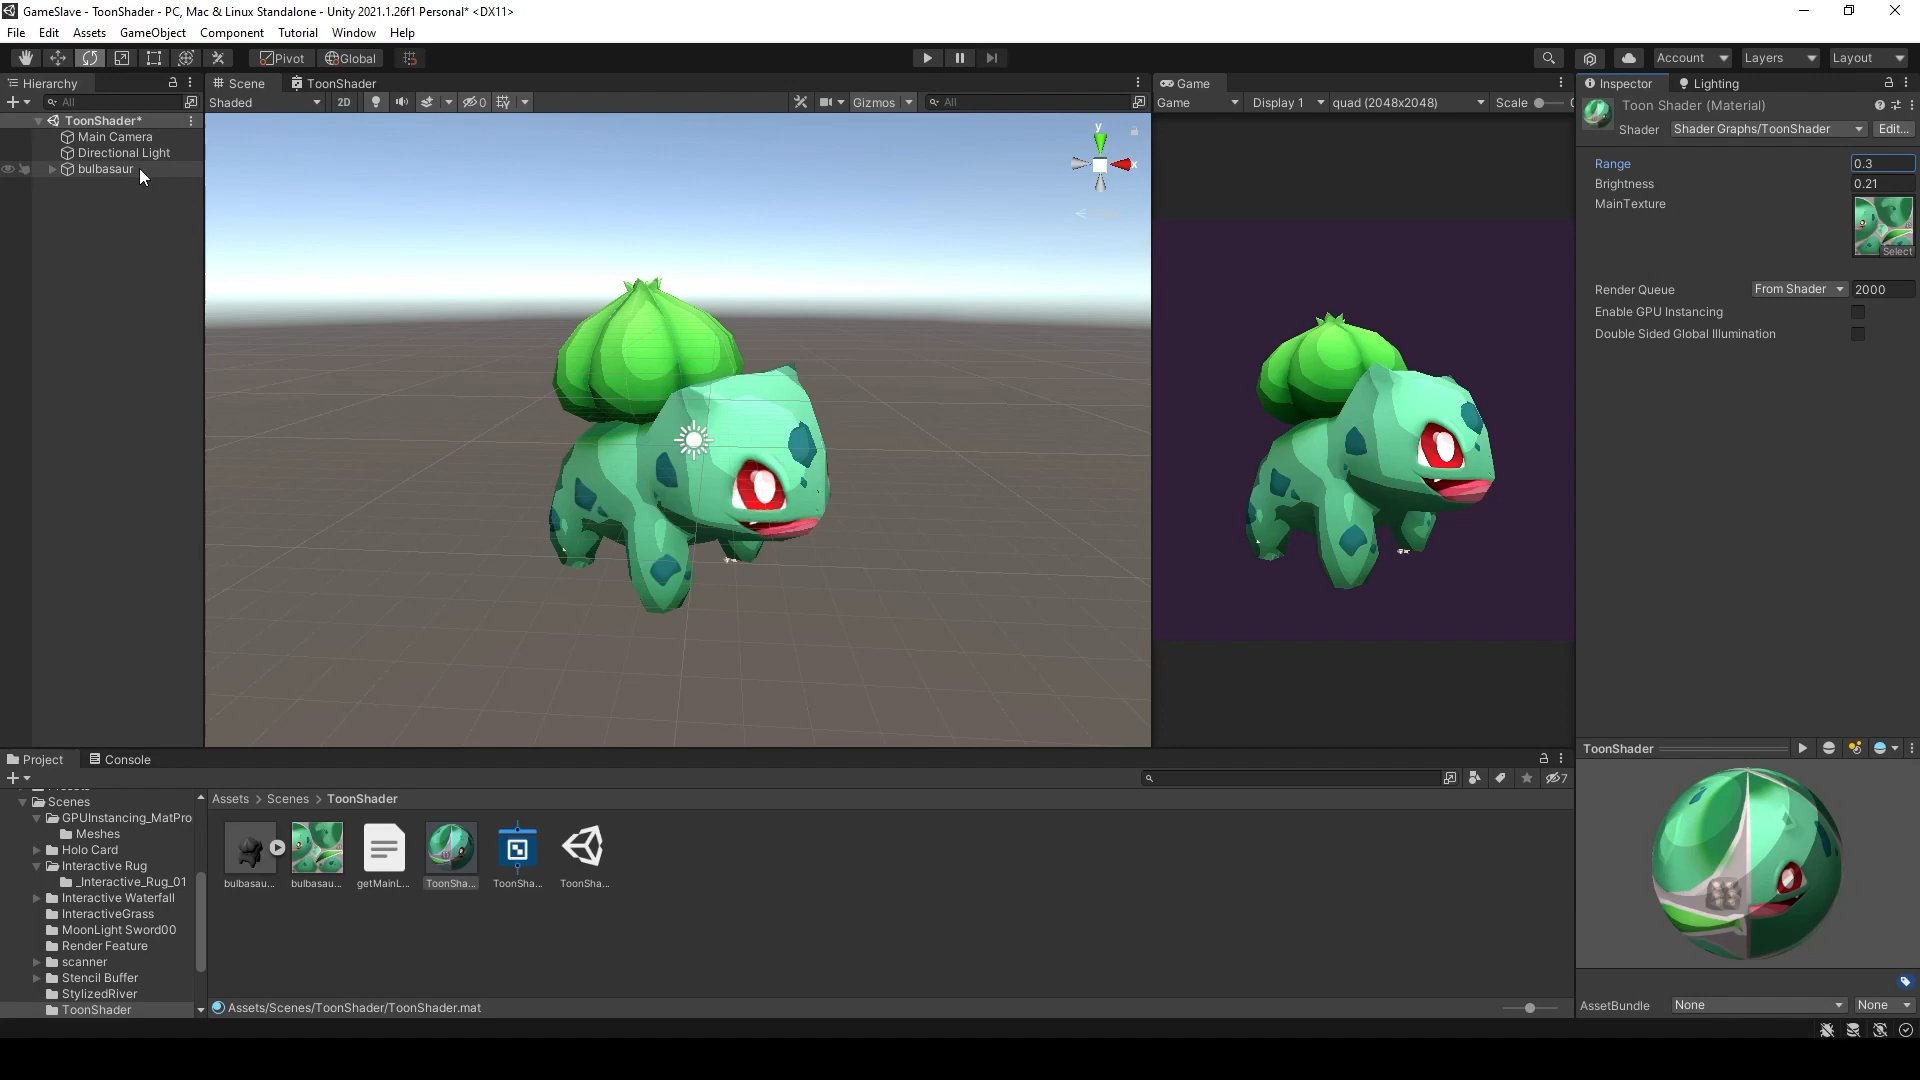 GameSlave - ToonShader - PC, Mac & Linux Standalone - Unity 2021.1.26f1 Personal* <DX11>
File Edit Assets GameObject Component Tutorial Window Help
Pivot Global Account Layers Layout
Hierarchy Scene ToonShader Game Inspector Lighting
All Shaded 2D 0 Gizmos All Game Display 1 quad (2048x2048) Scale
ToonShader*
Main Camera
Directional Light
bulbasaur
y
x
Toon Shader (Material)
Shader Shader Graphs/ToonShader Edit...
Range 0.3
Brightness 0.21
MainTexture
Select
Render Queue From Shader 2000
Enable GPU Instancing
Double Sided Global Illumination
ToonShader
Project Console
7
Scenes
GPUInstancing_MatPro
Meshes
Holo Card
Interactive Rug
_Interactive_Rug_01
Interactive Waterfall
InteractiveGrass
MoonLight Sword00
Render Feature
scanner
Stencil Buffer
StylizedRiver
ToonShader
Assets > Scenes > ToonShader
bulbasau... bulbasau... getMainL... ToonSha... ToonSha... ToonSha...
Assets/Scenes/ToonShader/ToonShader.mat
AssetBundle None None